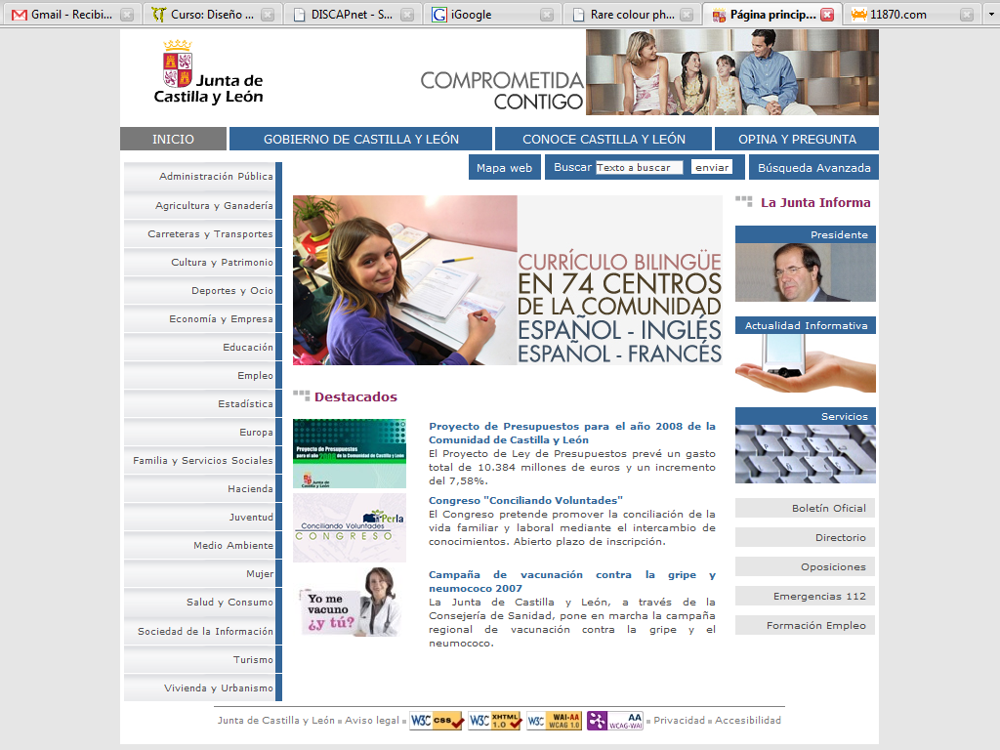 Gmail - Recibi...
Curso: Diseño ...
DISCAPnet - S...
iGoogle
Rare colour ph...
Página princip...
11870.com
Junta de
Castilla y León
COMPROMETIDA
CONTIGO
INICIO
GOBIERNO DE CASTILLA Y LEÓN
CONOCE CASTILLA Y LEÓN
OPINA Y PREGUNTA
Mapa web
Buscar Texto a buscar enviar
Búsqueda Avanzada
Administración Pública
Agricultura y Ganadería
Carreteras y Transportes
Cultura y Patrimonio
Deportes y Ocio
Economía y Empresa
Educación
Empleo
Estadística
Europa
Familia y Servicios Sociales
Hacienda
Juventud
Medio Ambiente
Mujer
Salud y Consumo
Sociedad de la Información
Turismo
Vivienda y Urbanismo
CURRÍCULO BILINGÜE
EN 74 CENTROS
DE LA COMUNIDAD
ESPAÑOL - INGLÉS
ESPAÑOL - FRANCÉS
Destacados
Proyecto de Presupuestos
para el año 2008 de la Comunidad de Castilla y León
Junta de
Castilla y León
Proyecto de Presupuestos para el año 2008 de la
Comunidad de Castilla y León
El Proyecto de Ley de Presupuestos prevé un gasto
total de 10.384 millones de euros y un incremento
del 7,58%.
Perla
Conciliando Voluntades
CONGRESO
Congreso "Conciliando Voluntades"
El Congreso pretende promover la conciliación de la
vida familiar y laboral mediante el intercambio de
conocimientos. Abierto plazo de inscripción.
Yo me
vacuno
¿y tú?
Campaña de vacunación contra la gripe y
neumococo 2007
La Junta de Castilla y León, a través de la
Consejería de Sanidad, pone en marcha la campaña
regional de vacunación contra la gripe y el
neumococo.
La Junta Informa
Presidente
Actualidad Informativa
Servicios
Boletín Oficial
Directorio
Oposiciones
Emergencias 112
Formación Empleo
Junta de Castilla y León
Aviso legal
W3C CSS
W3C XHTML 1.0
W3C WAI-AA WCAG 1.0
AA WCAG-WAI
Privacidad
Accesibilidad